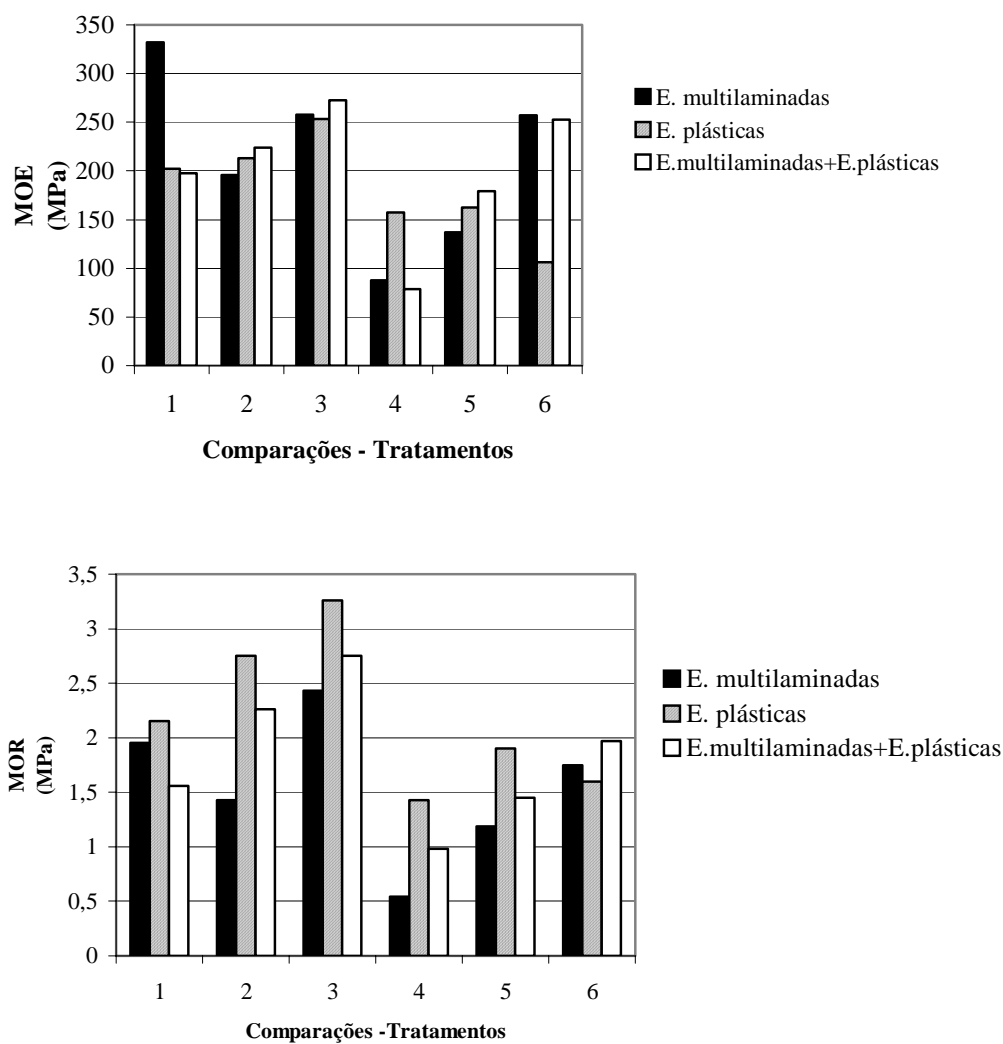 350
300
250
200
150
100
50
0
MOE
(MPa)
1 2 3 4 5 6
Comparações - Tratamentos
E. multilaminadas
E. plásticas
E.multilaminadas+E.plásticas
3,5
3
2,5
2
1,5
1
0,5
0
MOR
(MPa)
1 2 3 4 5 6
Comparações -Tratamentos
E. multilaminadas
E. plásticas
E.multilaminadas+E.plásticas